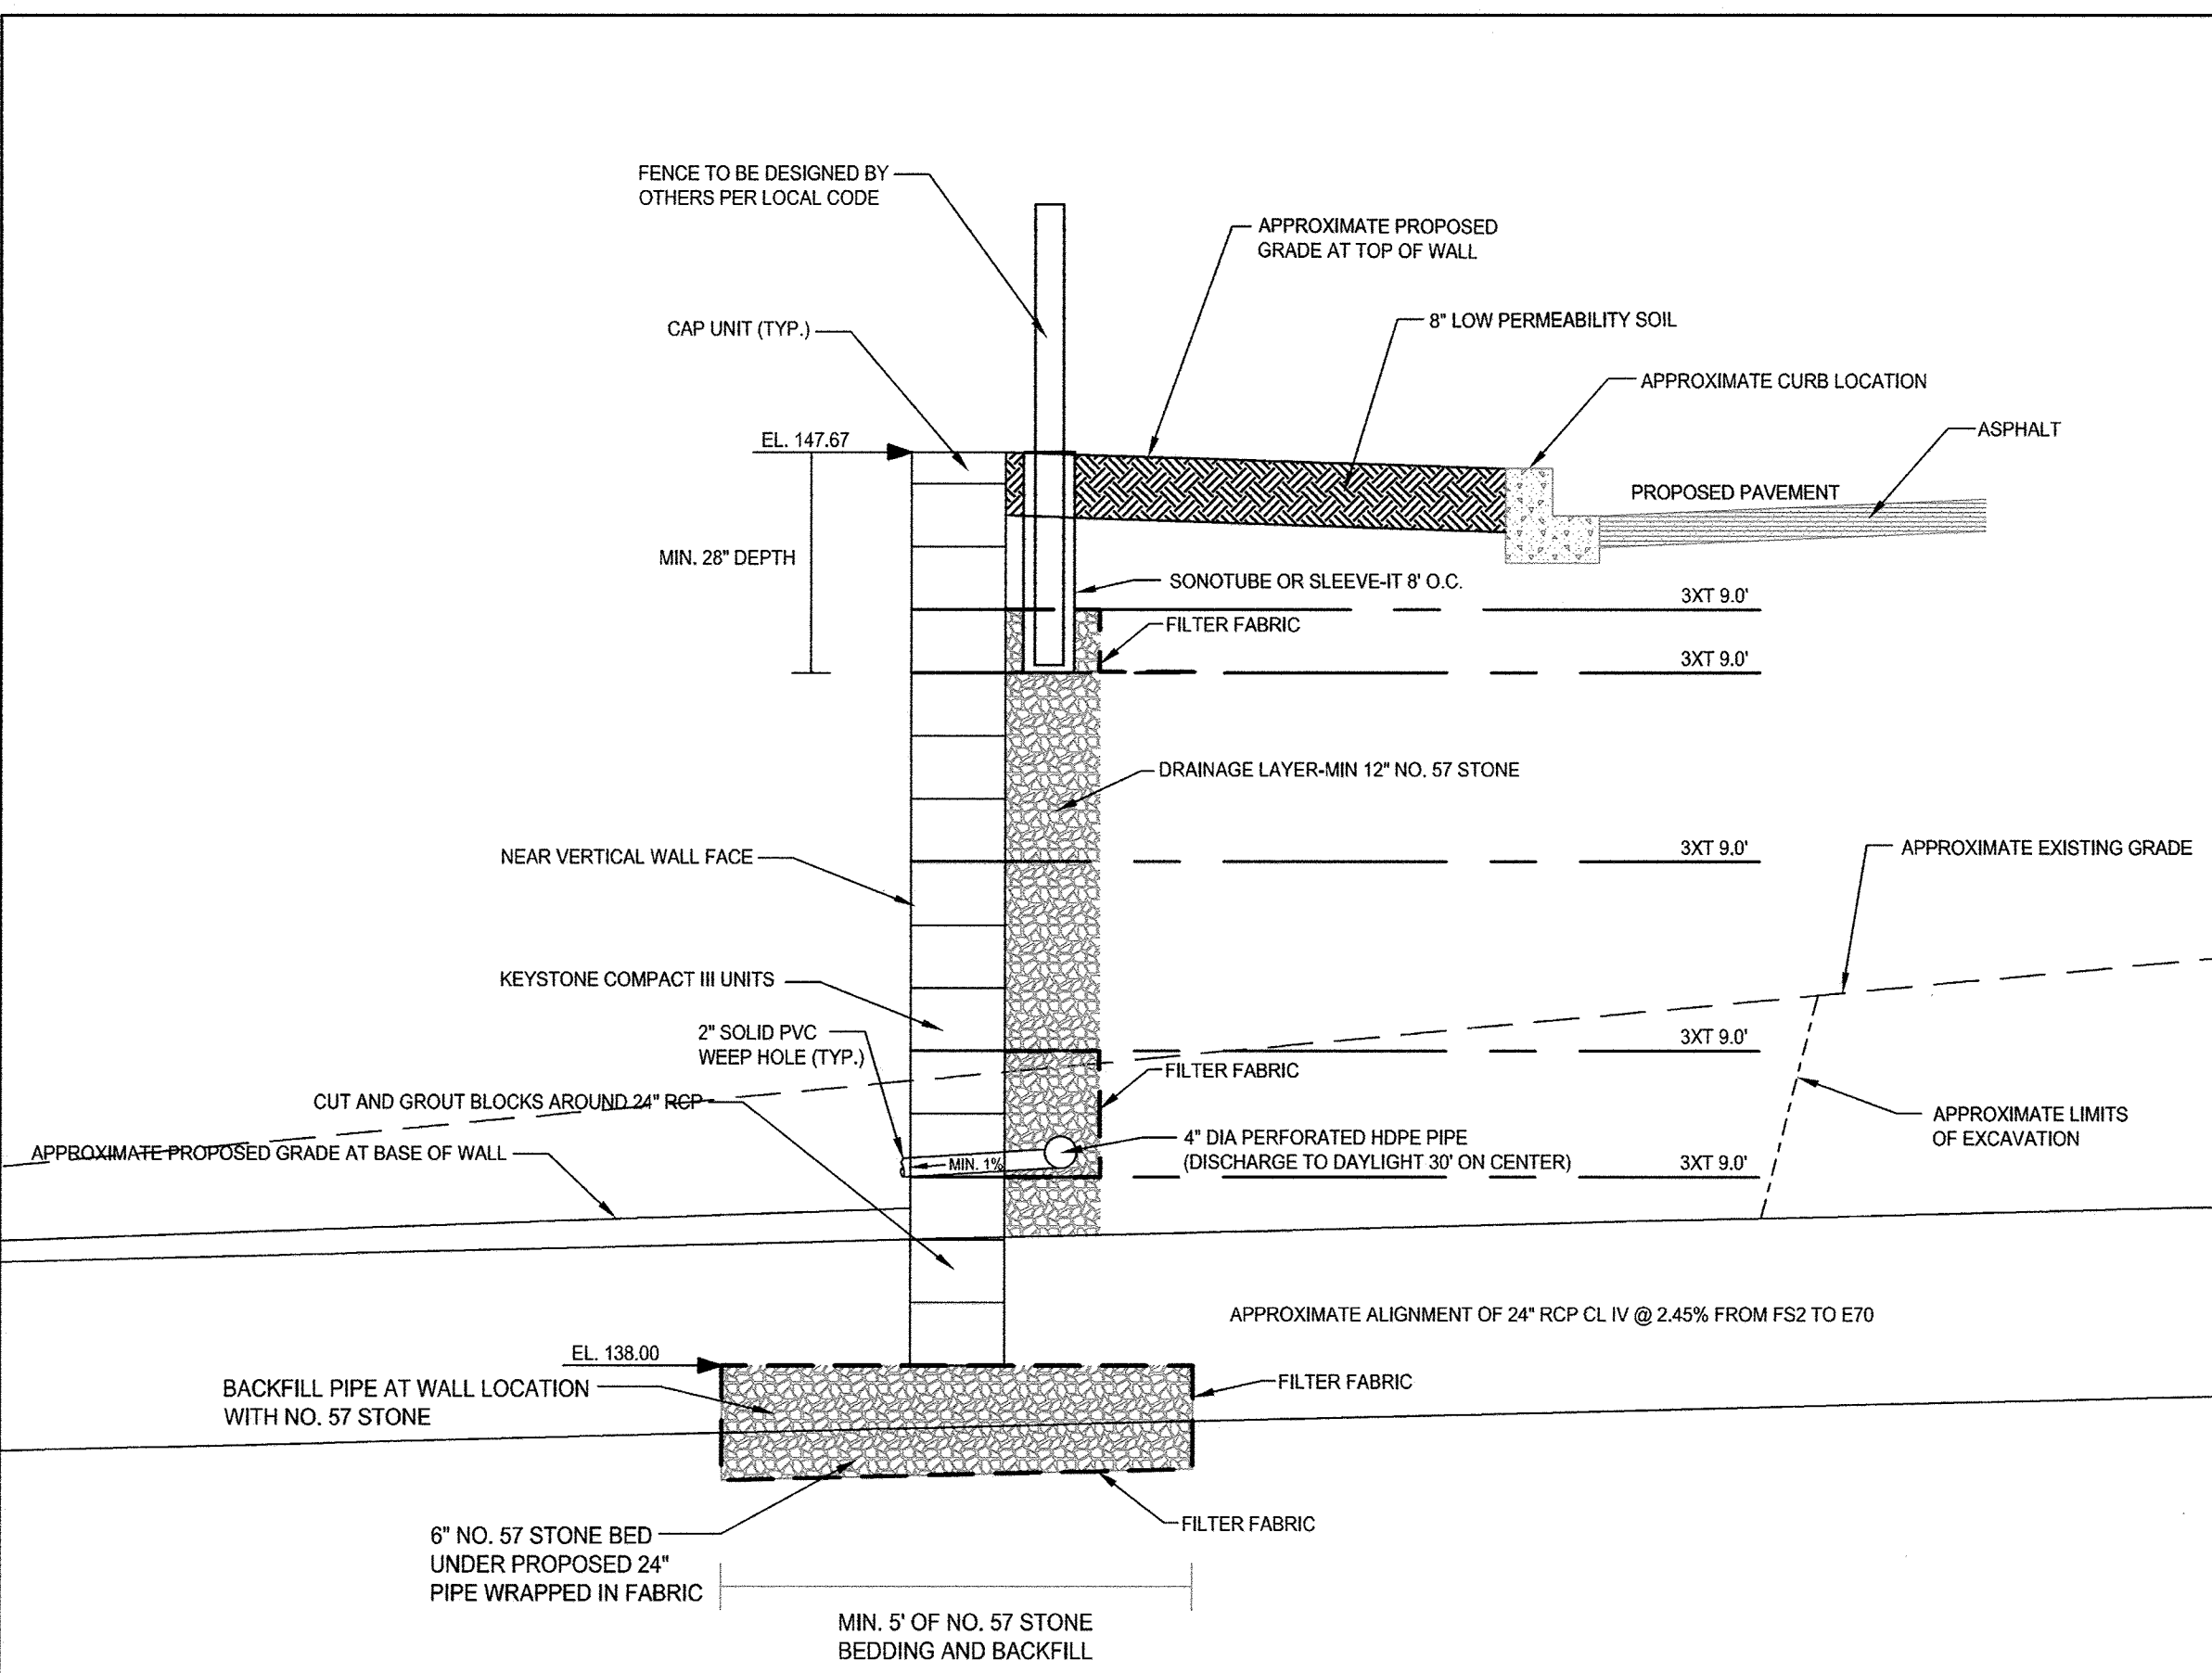 FENCE TO BE DESIGNED BY
OTHERS PER LOCAL CODE
APPROXIMATE PROPOSED
GRADE AT TOP OF WALL
CAP UNIT (TYP.)
8" LOW PERMEABILITY SOIL
APPROXIMATE CURB LOCATION
ASPHALT
EL. 147.67
PROPOSED PAVEMENT
MIN. 28" DEPTH
SONOTUBE OR SLEEVE-IT 8' O.C.
3XT 9.0'
FILTER FABRIC
3XT 9.0'
DRAINAGE LAYER-MIN 12" NO. 57 STONE
NEAR VERTICAL WALL FACE
3XT 9.0'
APPROXIMATE EXISTING GRADE
KEYSTONE COMPACT III UNITS
2" SOLID PVC
WEEP HOLE (TYP.)
3XT 9.0'
FILTER FABRIC
CUT AND GROUT BLOCKS AROUND 24" RCP
APPROXIMATE LIMITS
OF EXCAVATION
APPROXIMATE PROPOSED GRADE AT BASE OF WALL
MIN. 1%
4" DIA PERFORATED HDPE PIPE
(DISCHARGE TO DAYLIGHT 30' ON CENTER)
3XT 9.0'
APPROXIMATE ALIGNMENT OF 24" RCP CL IV @ 2.45% FROM FS2 TO E70
EL. 138.00
BACKFILL PIPE AT WALL LOCATION
WITH NO. 57 STONE
FILTER FABRIC
6" NO. 57 STONE BED
UNDER PROPOSED 24"
PIPE WRAPPED IN FABRIC
FILTER FABRIC
MIN. 5' OF NO. 57 STONE
BEDDING AND BACKFILL